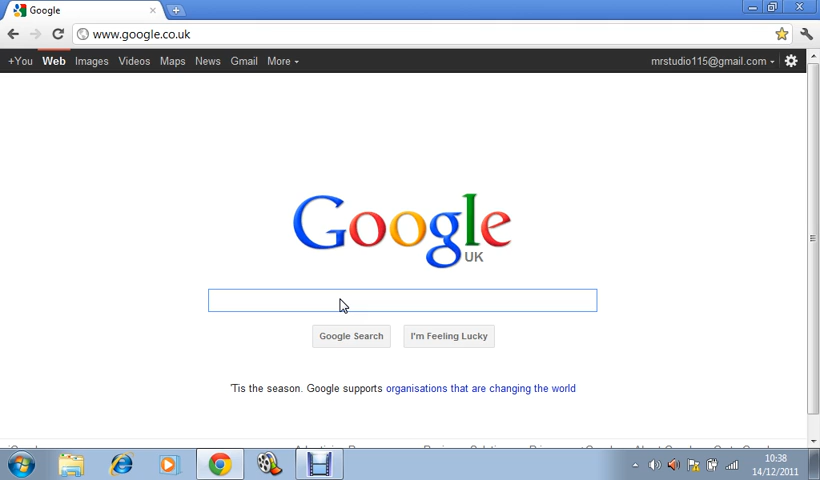 Google
www.google.co.uk
+You Web Images Videos Maps News Gmail More mrstudio115@gmail.com
Google
UK
Google Search I'm Feeling Lucky
'Tis the season. Google supports organisations that are changing the world
10:38
14/12/2011